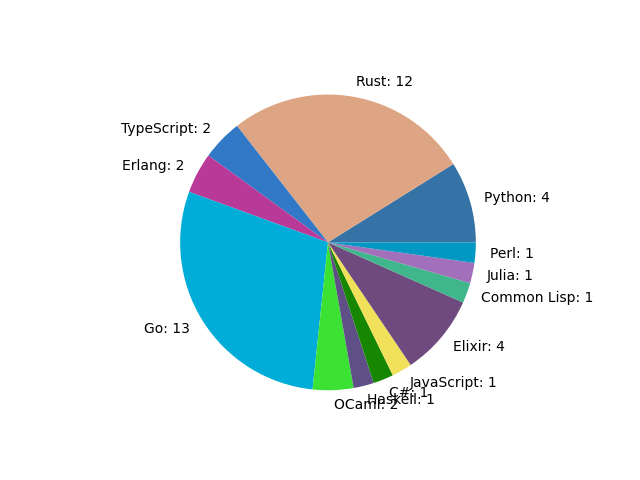 Rust: 12
TypeScript: 2
Python: 4
Erlang: 2
Perl: 1
Julia: 1
Common Lisp: 1
Go: 13
Elixir: 4
JavaScript: 1
C#: 1
Haskell: 1
OCaml: 2